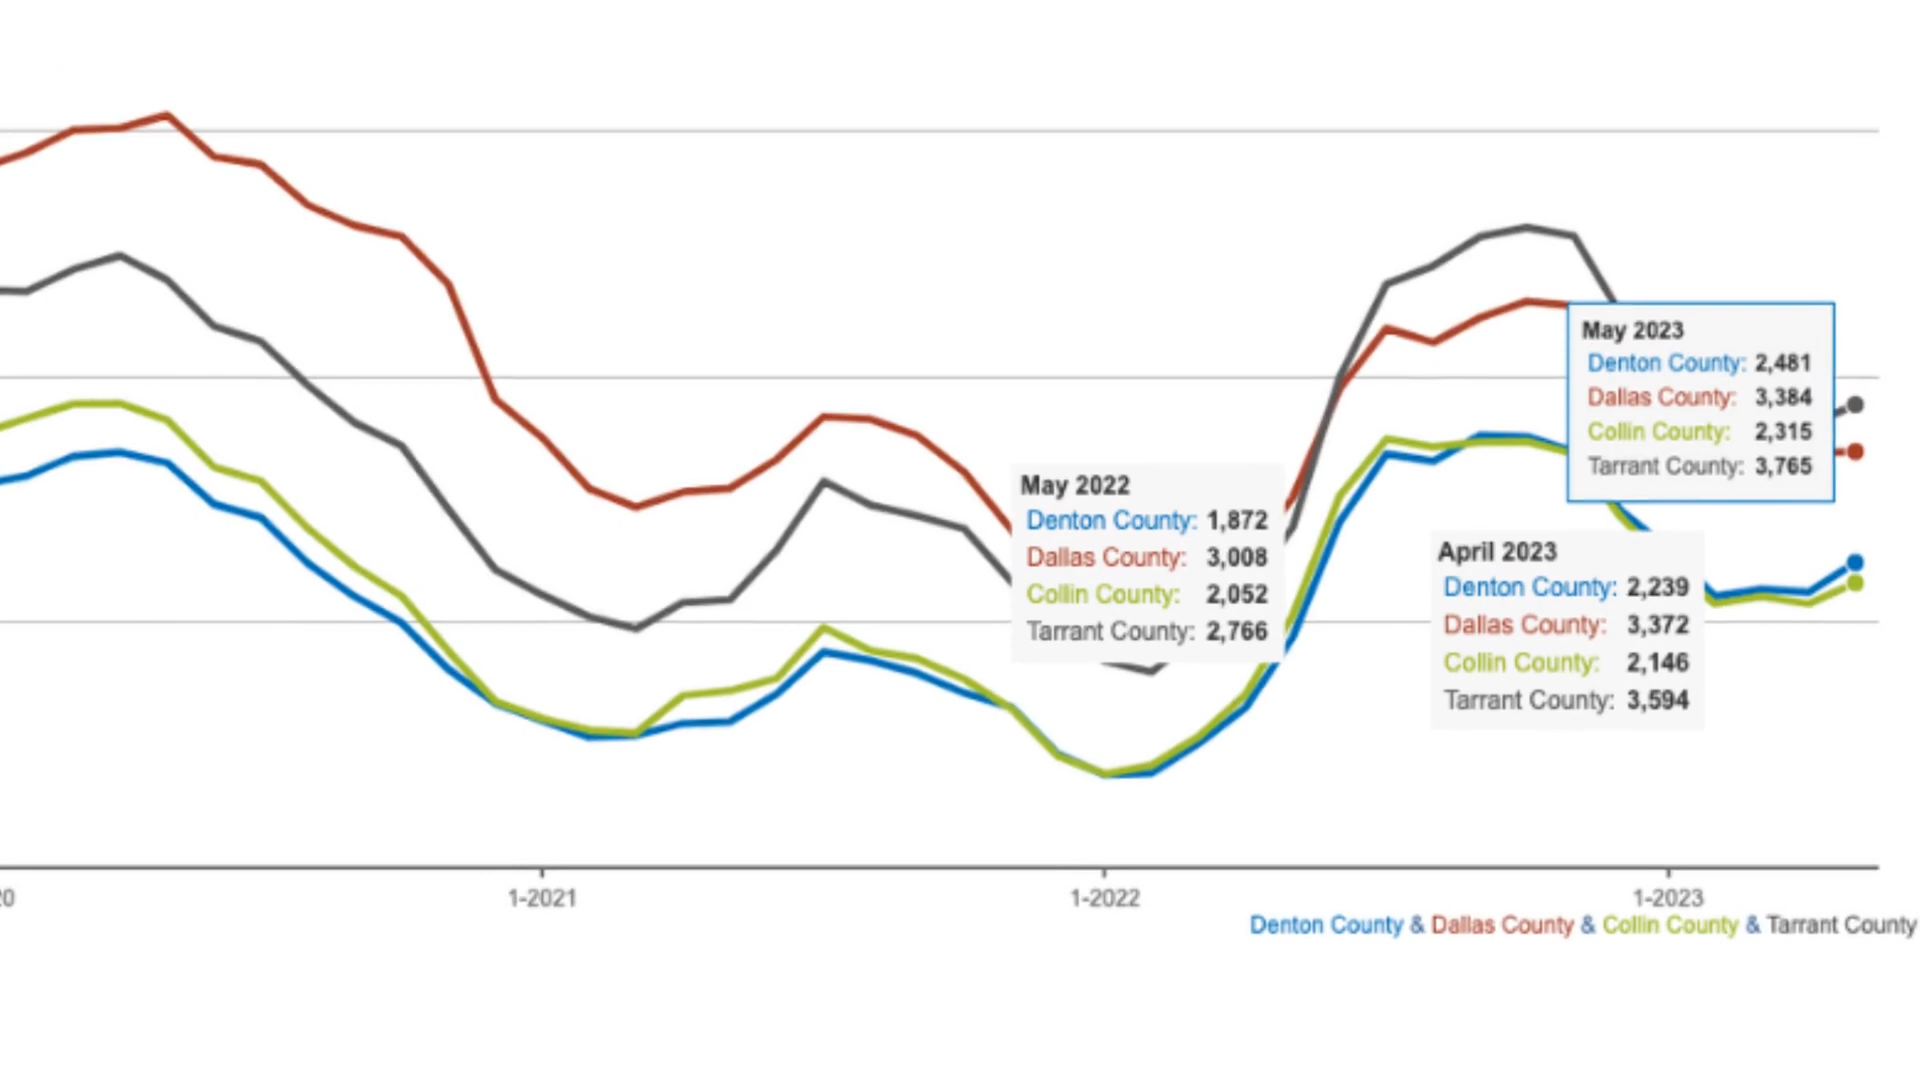 May 2023
Denton County: 2,481
Dallas County: 3,384
Collin County: 2,315
Tarrant County: 3,765
May 2022
Denton County: 1,872
Dallas County: 3,008
Collin County: 2,052
Tarrant County: 2,766
April 2023
Denton County: 2,239
Dallas County: 3,372
Collin County: 2,146
Tarrant County: 3,594
0 1-2021 1-2022 1-2023
Denton County & Dallas County & Collin County & Tarrant County